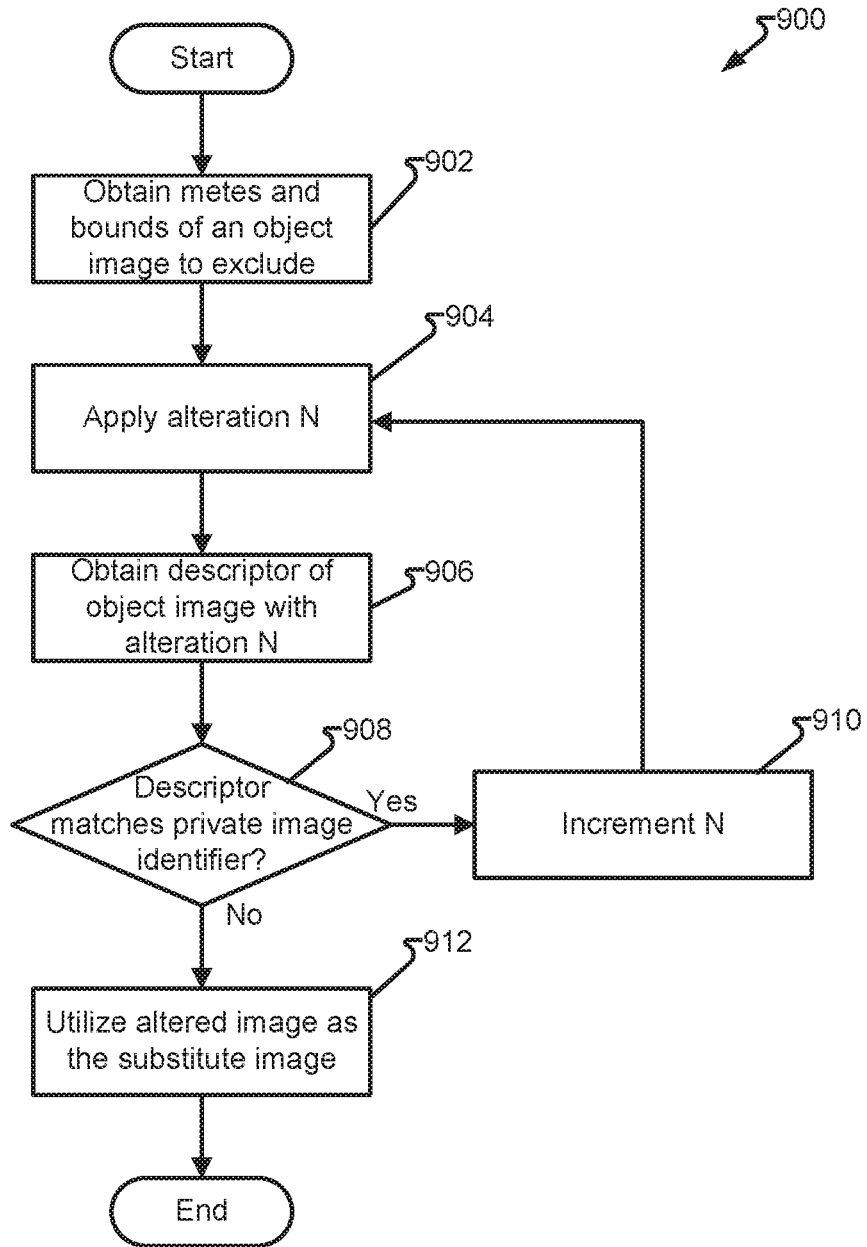 900
Start
902
Obtain metes and
bounds of an object
image to exclude
904
Apply alteration N
906
Obtain descriptor of
object image with
alteration N
908
Descriptor
matches private image
identifier?
Yes
910
Increment N
No
912
Utilize altered image as
the substitute image
End